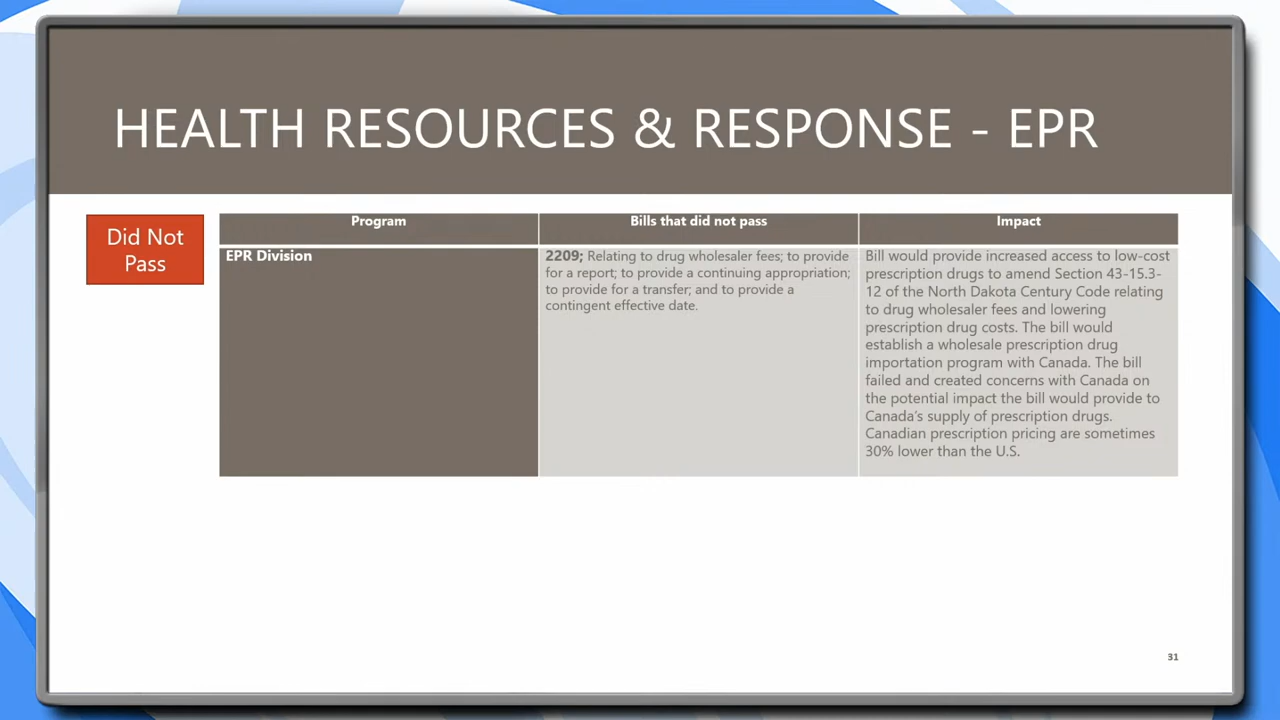 HEALTH RESOURCES & RESPONSE - EPR
Did Not
Pass
Program
Bills that did not pass
Impact
EPR Division
2209; Relating to drug wholesaler fees; to provide
for a report; to provide a continuing appropriation;
to provide for a transfer; and to provide a
contingent effective date.
Bill would provide increased access to low-cost
prescription drugs to amend Section 43-15.3-
12 of the North Dakota Century Code relating
to drug wholesaler fees and lowering
prescription drug costs. The bill would
establish a wholesale prescription drug
importation program with Canada. The bill
failed and created concerns with Canada on
the potential impact the bill would provide to
Canada's supply of prescription drugs.
Canadian prescription pricing are sometimes
30% lower than the U.S.
31